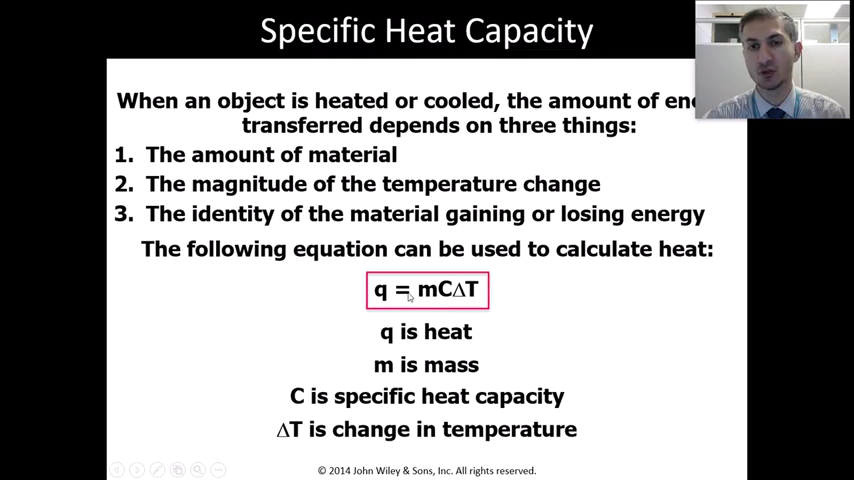 Specific Heat Capacity
When an object is heated or cooled, the amount of
transferred depends on three things:
1. The amount of material
2. The magnitude of the temperature change
3. The identity of the material gaining or losing energy
The following equation can be used to calculate heat:
q = mC∆T
q is heat
m is mass
C is specific heat capacity
∆T is change in temperature
© 2014 John Wiley & Sons, Inc. All rights reserved.